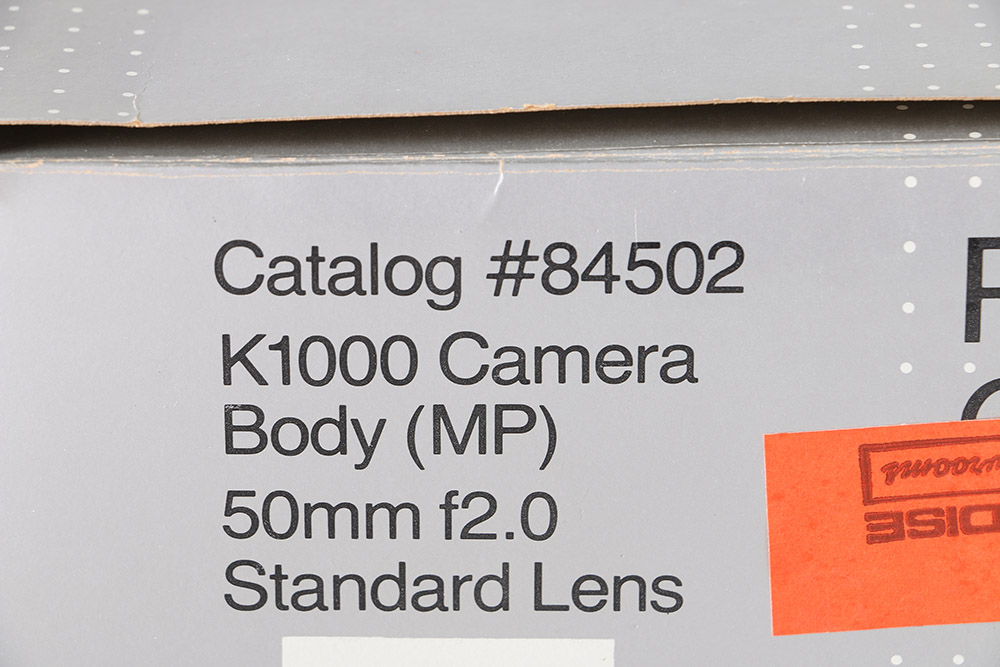 Catalog #84502
K1000 Camera
Body (MP)
50mm f2.0
Standard Lens